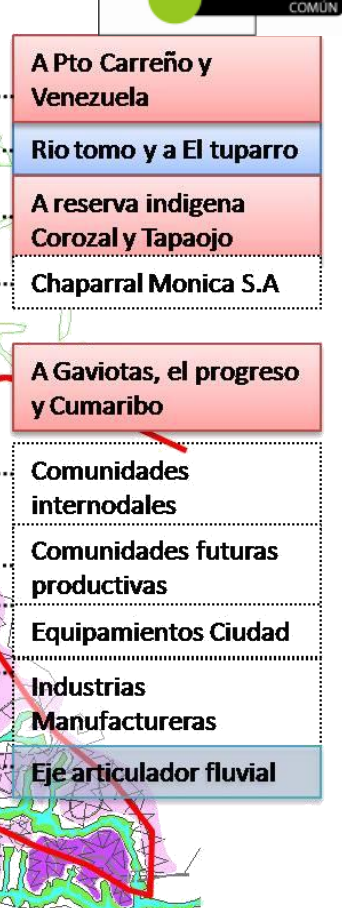 COMÚN
A Pto Carreño y
Venezuela
Rio tomo y a El tuparro
A reserva indigena
Corozal y Tapaojo
Chaparral Monica S.A
A Gaviotas, el progreso
y Cumaribo
Comunidades
internodales
Comunidades futuras
productivas
Equipamientos Ciudad
Industrias
Manufactureras
Eje articulador fluvial